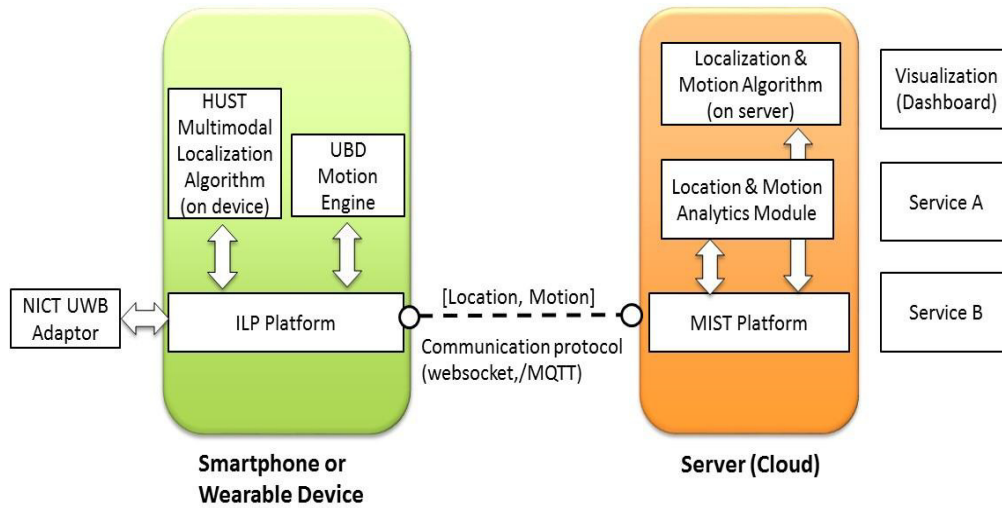 HUST
Multimodal
Localization
Algorithm
(on device)
UBD
Motion
Engine
NICT UWB
Adaptor
ILP Platform
[Location, Motion]
Communication protocol
(websocket,/MQTT)
Smartphone or
Wearable Device
Localization &
Motion Algorithm
(on server)
Location & Motion
Analytics Module
MIST Platform
Server (Cloud)
Visualization
(Dashboard)
Service A
Service B